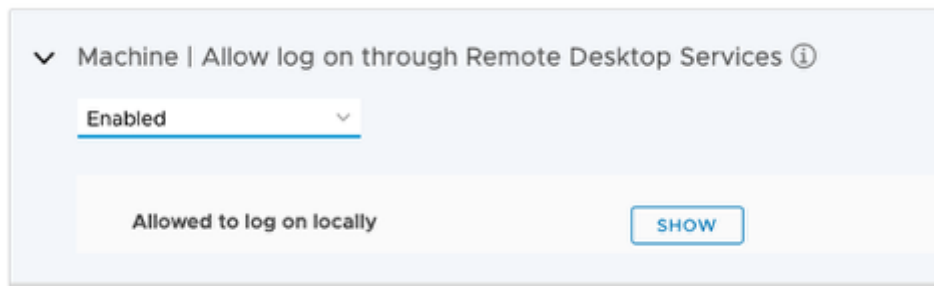 Machine | Allow log on through Remote Desktop Services ⓘ
Enabled
Allowed to log on locally SHOW